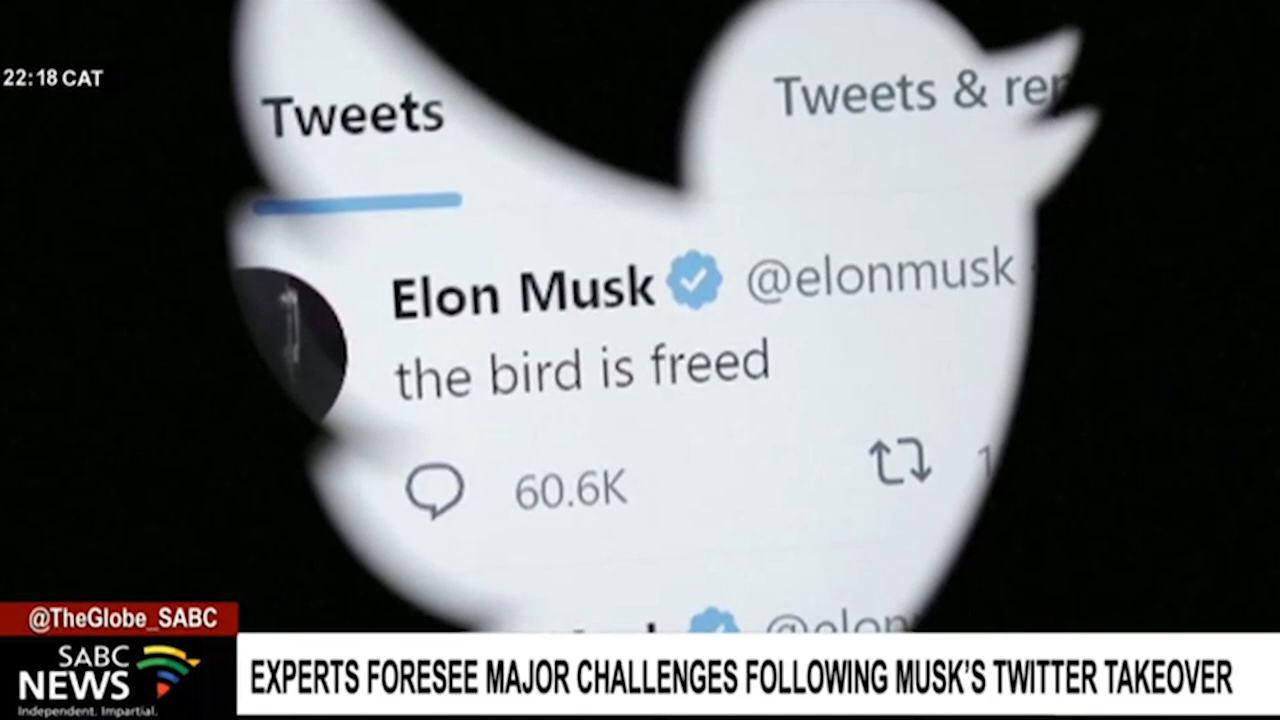 22:18 CAT
Tweets
Tweets &
Elon Musk @elonmusk
the bird is freed
60.6K
@TheGlobe_SABC
SABC
NEWS
Independent. Impartial.
EXPERTS FORESEE MAJOR CHALLENGES FOLLOWING MUSK'S TWITTER TAKEOVER